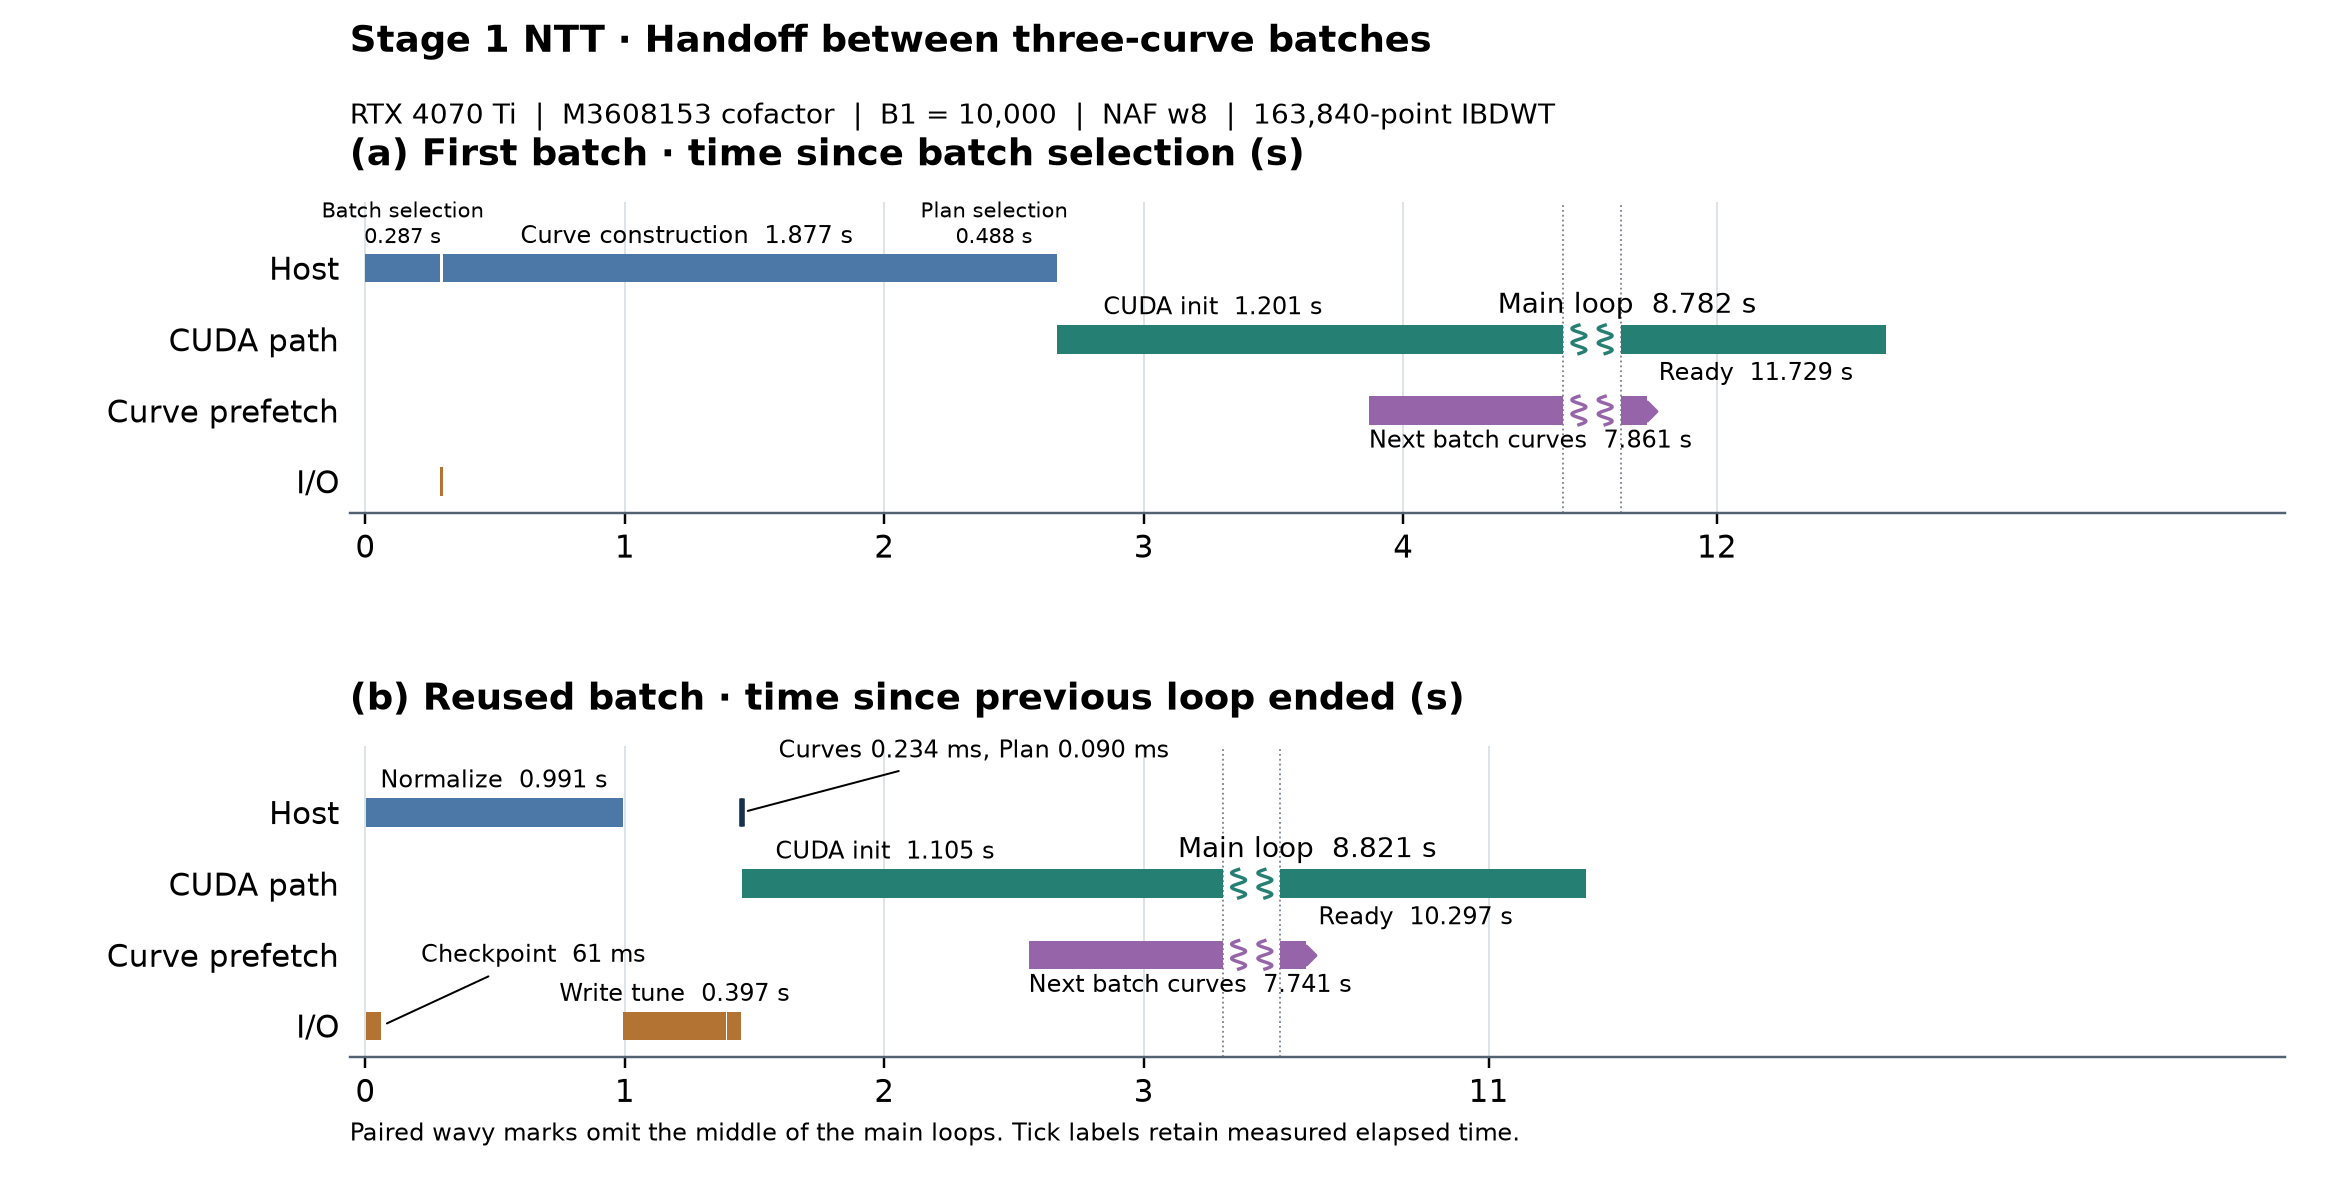 Stage 1 NTT · Handoff between three-curve batches
RTX 4070 Ti | M3608153 cofactor | B1 = 10,000 | NAF w8 | 163,840-point IBDWT
(a) First batch · time since batch selection (s)
Batch selection
0.287 s
Curve construction 1.877 s
Plan selection
0.488 s
Host
CUDA init 1.201 s
Main loop 8.782 s
CUDA path
Ready 11.729 s
Curve prefetch
Next batch curves 7.861 s
I/O
0 1 2 3 4 12
(b) Reused batch · time since previous loop ended (s)
Curves 0.234 ms, Plan 0.090 ms
Normalize 0.991 s
Host
CUDA init 1.105 s
Main loop 8.821 s
CUDA path
Ready 10.297 s
Curve prefetch
Checkpoint 61 ms
Next batch curves 7.741 s
Write tune 0.397 s
I/O
0 1 2 3 11
Paired wavy marks omit the middle of the main loops. Tick labels retain measured elapsed time.